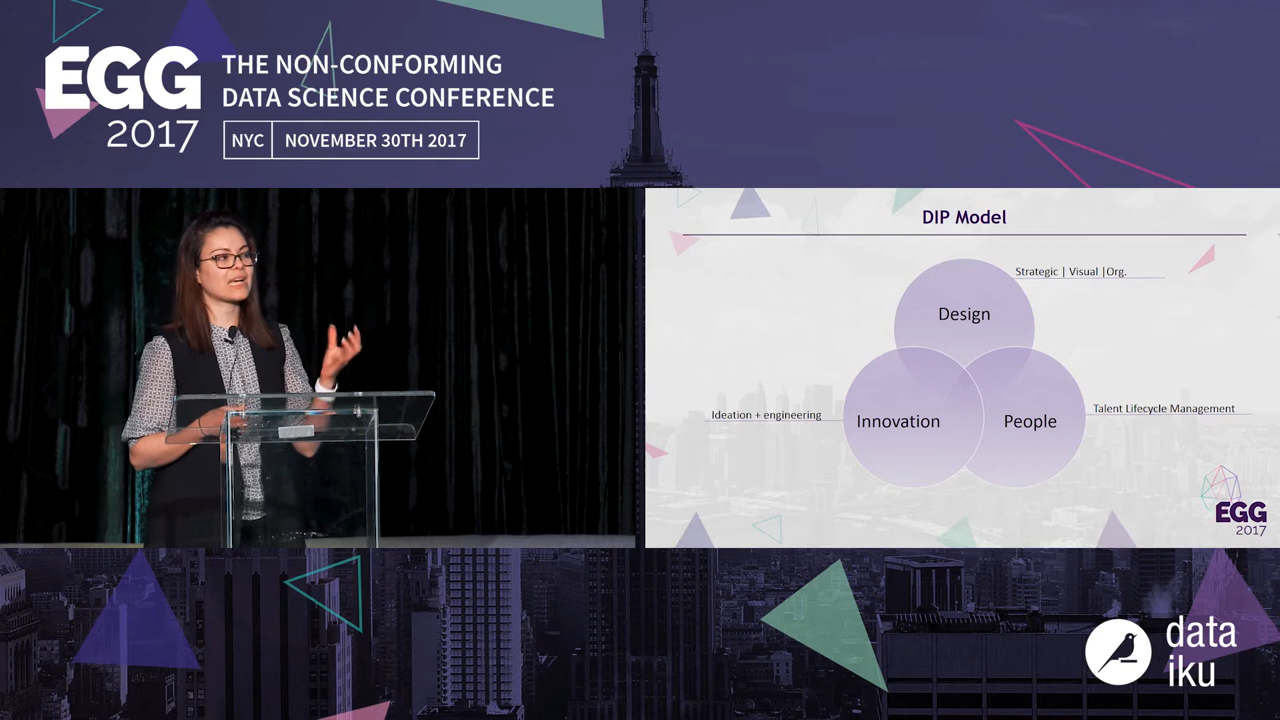 EGG
2017
THE NON-CONFORMING
DATA SCIENCE CONFERENCE
NYC
NOVEMBER 30TH 2017
DIP Model
Strategic | Visual |Org.
Design
Ideation + engineering
Innovation
People
Talent Lifecycle Management
EGG
2017
data
iku